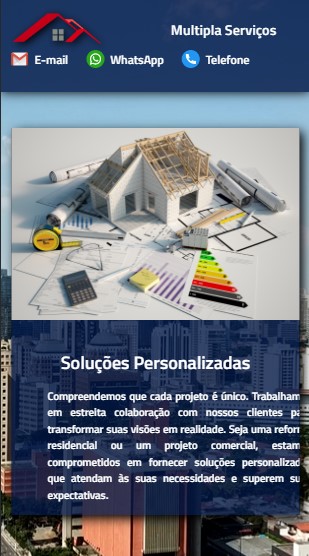 Multipla Serviços
E-mail WhatsApp Telefone
Soluções Personalizadas
Compreendemos que cada projeto é único. Trabalham
em estreita colaboração com nossos clientes pa
transformar suas visões em realidade. Seja uma refor
residencial ou um projeto comercial, estam
comprometidos em fornecer soluções personalizad
que atendam às suas necessidades e superem su
expectativas.